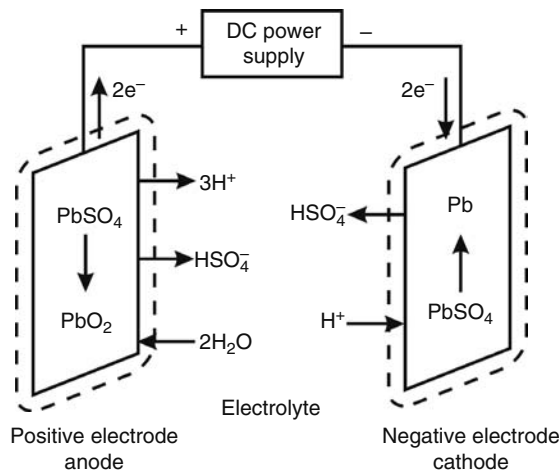 +
DC power
supply
–
2e⁻
2e⁻
3H⁺
PbSO₄
HSO₄⁻
PbO₂
2H₂O
HSO₄⁻
Pb
H⁺
PbSO₄
Electrolyte
Positive electrode
anode
Negative electrode
cathode